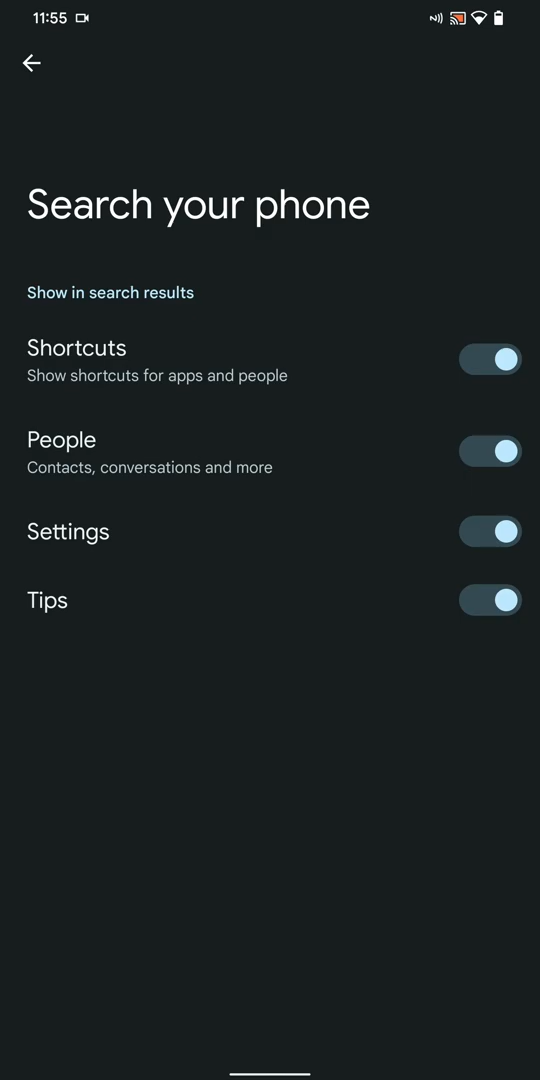 11:55
Search your phone
Show in search results
Shortcuts
Show shortcuts for apps and people
People
Contacts, conversations and more
Settings
Tips